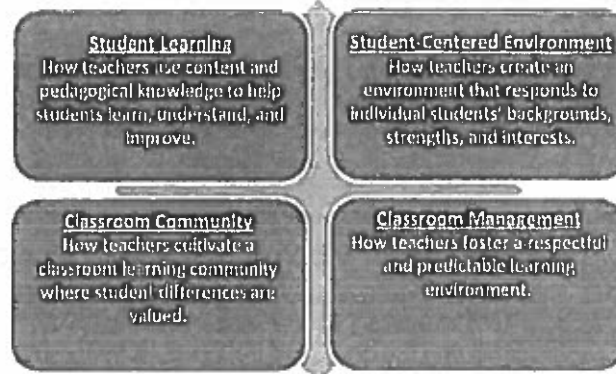 Student Learning
How teachers use content and
pedagogical knowledge to help
students learn, understand, and
improve.
Student-Centered Environment
How teachers create an
environment that responds to
individual students' backgrounds,
strengths, and interests.
Classroom Community
How teachers cultivate a
classroom learning community
where student differences are
valued.
Classroom Management
How teachers foster a respectful
and predictable learning
environment.